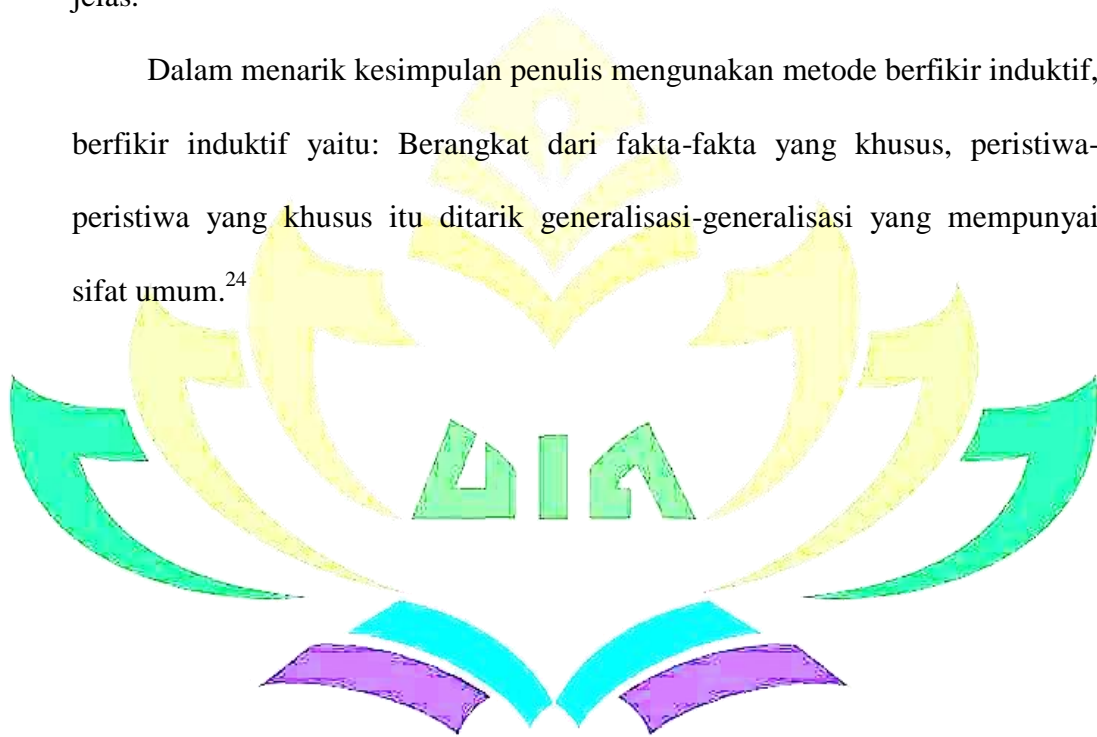 jelas.
Dalam menarik kesimpulan penulis mengunakan metode berfikir induktif,
berfikir induktif yaitu: Berangkat dari fakta-fakta yang khusus, peristiwa-
peristiwa yang khusus itu ditarik generalisasi-generalisasi yang mempunyai
sifat umum.24
UIN